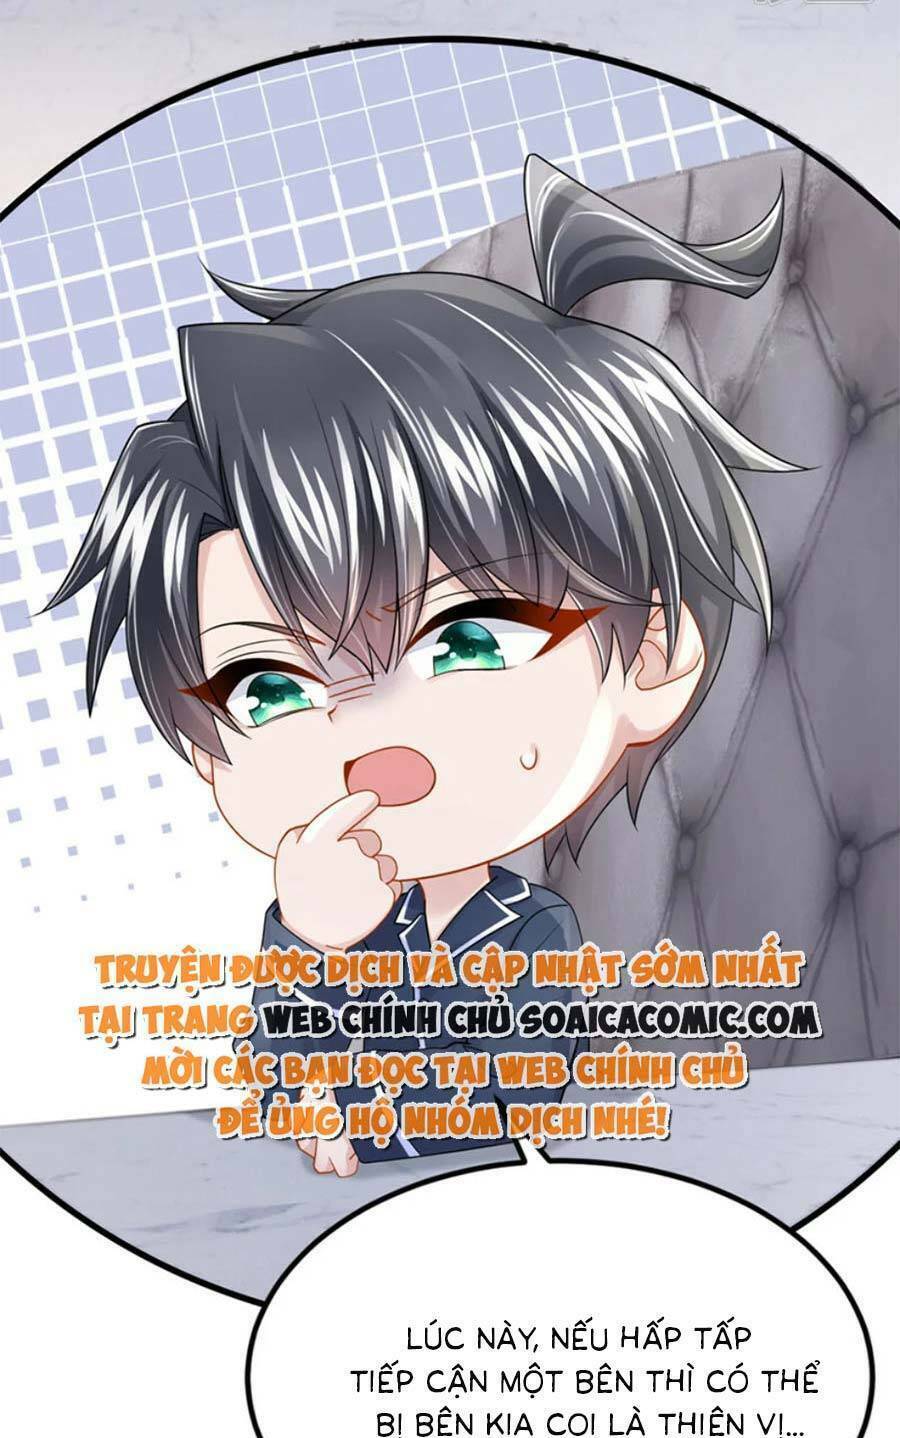 TRUYỆN ĐƯỢC DỊCH VÀ CẬP NHẬT SỚM NHẤT
TẠI TRANG WEB CHÍNH CHỦ SOAICACOMIC.COM
MỜI CÁC BẠN ĐỌC TẠI WEB CHÍNH CHỦ
ĐỂ ỦNG HỘ NHÓM DỊCH NHÉ!
LÚC NÀY, NẾU HẤP TẤP
TIẾP CẬN MỘT BÊN THÌ CÓ THỂ
BỊ BÊN KIA COI LÀ THIÊN VỊ...